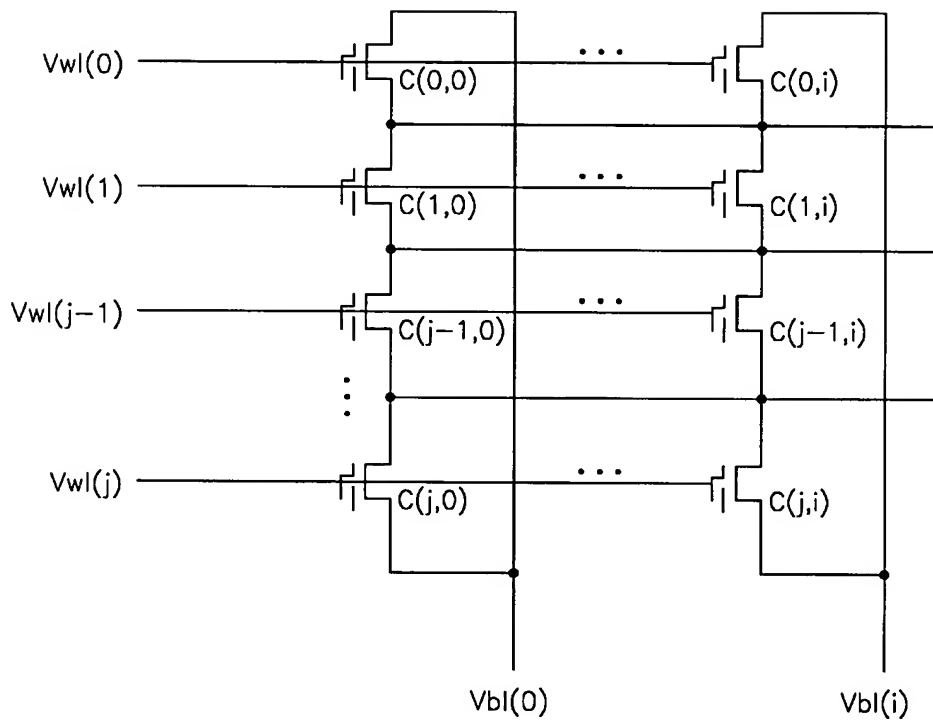 Vwl(0)
C(0,0)
C(0,i)
Vwl(1)
C(1,0)
C(1,i)
Vwl(j-1)
C(j-1,0)
C(j-1,i)
Vwl(j)
C(j,0)
C(j,i)
Vbl(0)
Vbl(i)